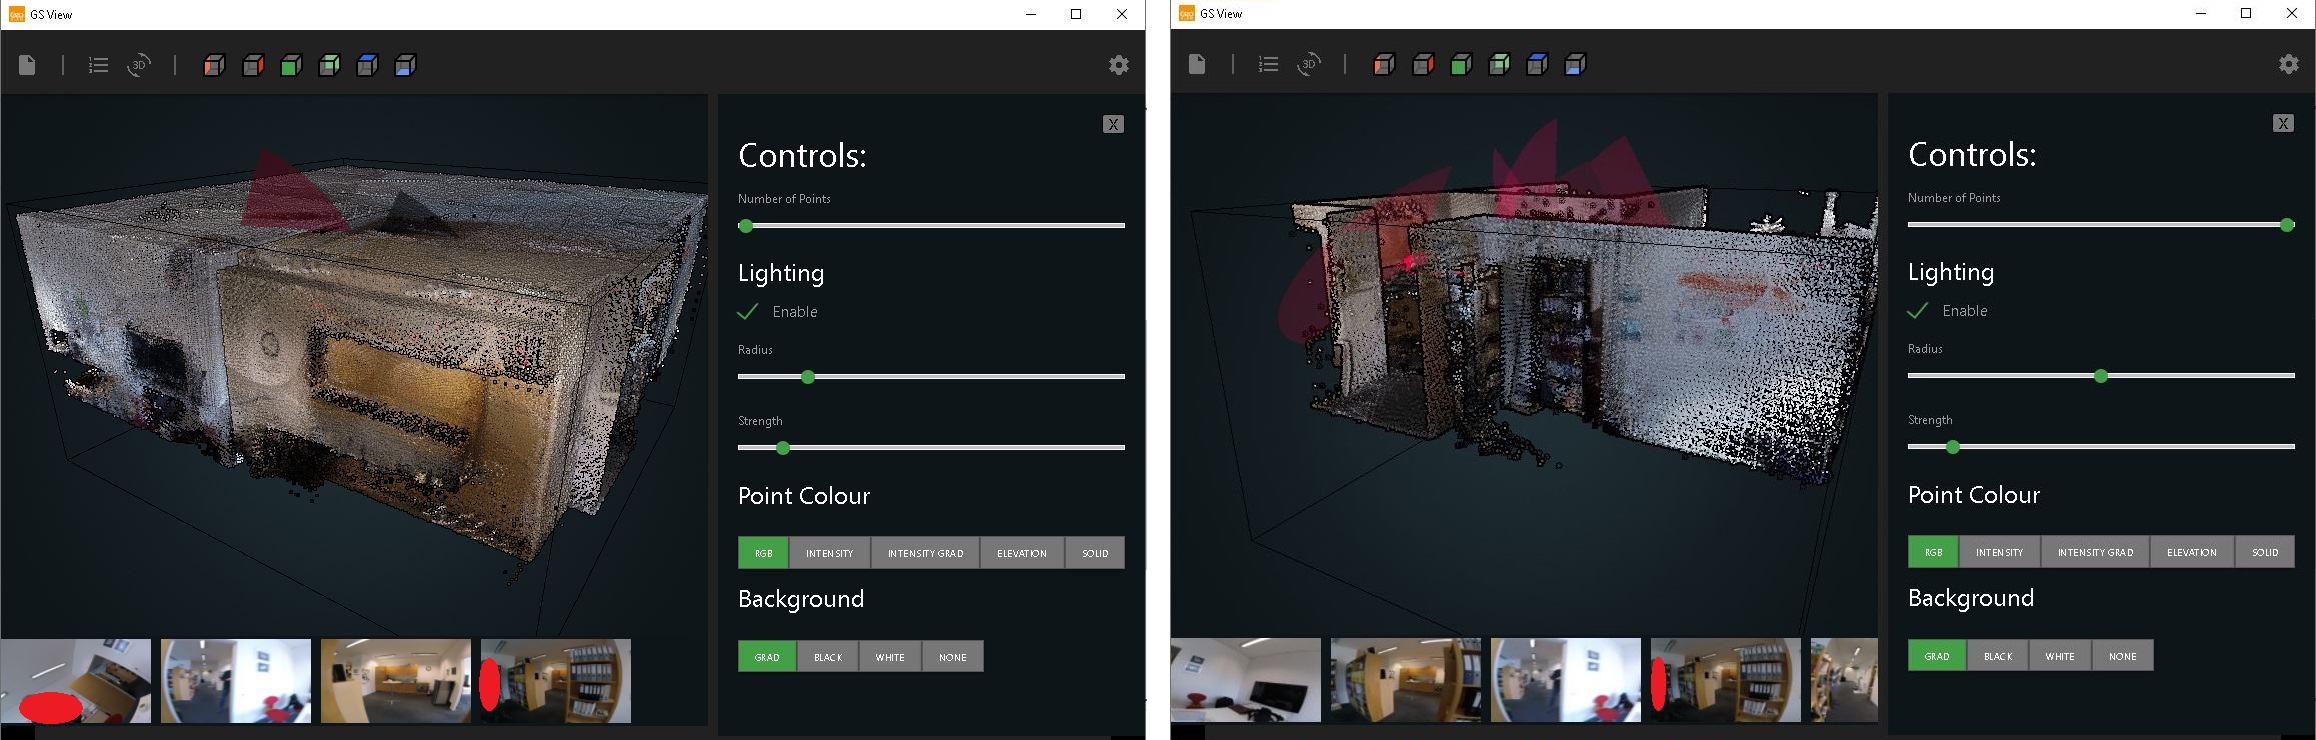 GS View
3D
X
Controls:
Number of Points
Lighting
Enable
Radius
Strength
Point Colour
RGB INTENSITY INTENSITY GRAD ELEVATION SOLID
Background
GRAD BLACK WHITE NONE
GS View
3D
X
Controls:
Number of Points
Lighting
Enable
Radius
Strength
Point Colour
RGB INTENSITY INTENSITY GRAD ELEVATION SOLID
Background
GRAD BLACK WHITE NONE